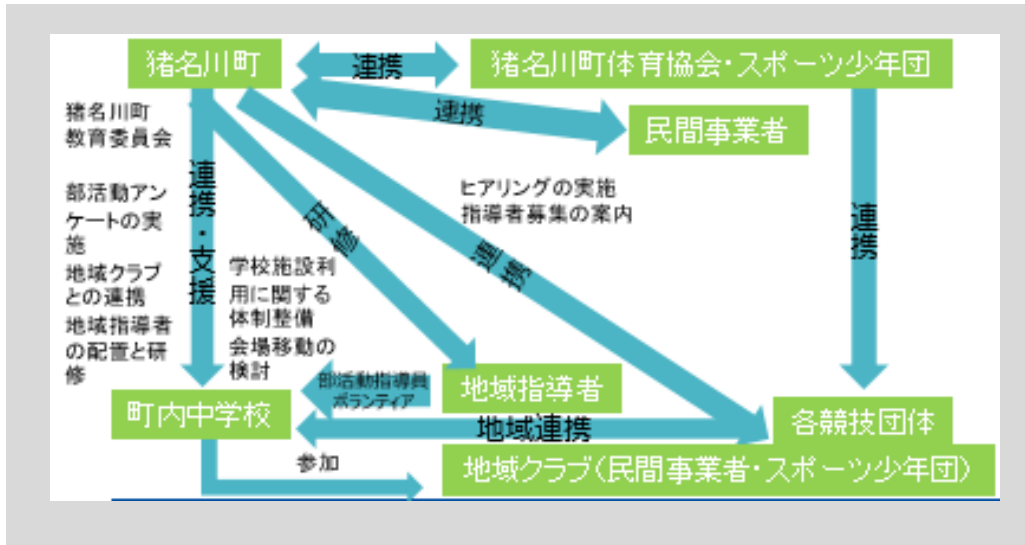 猪名川町
連携
猪名川町体育協会・スポーツ少年団
連携
民間事業者
猪名川町
教育委員会
部活動アン
ケートの実
施
地域クラブ
との連携
地域指導者
の配置と研
修
連携・支援
研修
ヒアリングの実施
指導者募集の案内
連携
連携
学校施設利
用に関する
体制整備
会場移動の
検討
部活動指導員
ボランティア
地域指導者
町内中学校
地域連携
各競技団体
参加
地域クラブ(民間事業者・スポーツ少年団)